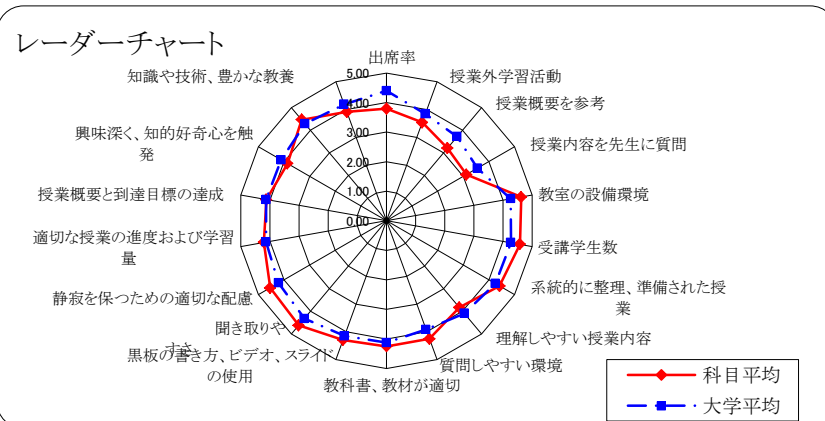 レーダーチャート
出席率
授業外学習活動
授業概要を参考
授業内容を先生に質問
教室の設備環境
受講学生数
系統的に整理、準備された授
業
理解しやすい授業内容
質問しやすい環境
教科書、教材が適切
黒板の書き方、ビデオ、スライド
の使用
聞き取りや
すさ
静寂を保つための適切な配慮
適切な授業の進度および学習
量
授業概要と到達目標の達成
興味深く、知的好奇心を触
発
知識や技術、豊かな教養
5.00
4.00
3.00
2.00
1.00
0.00
科目平均
大学平均